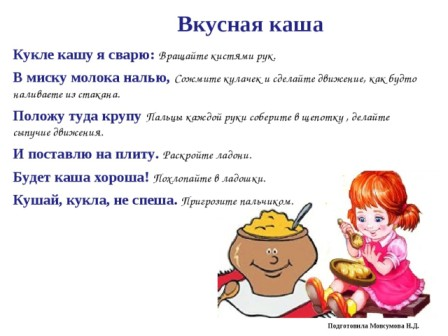 Вкусная каша
Кукле кашу я сварю: Вращайте кистями рук.
В миску молока налью, Сожмите кулачек и сделайте движение, как будто
наливаете из стакана.
Положу туда крупу Пальцы каждой руки соберите в щепотку , делайте
сыпучие движения.
И поставлю на плиту. Раскройте ладони.
Будет каша хороша! Похлопайте в ладошки.
Кушай, кукла, не спеша. Пригрозите пальчиком.
Подготовила Мовсумова Н.Д.